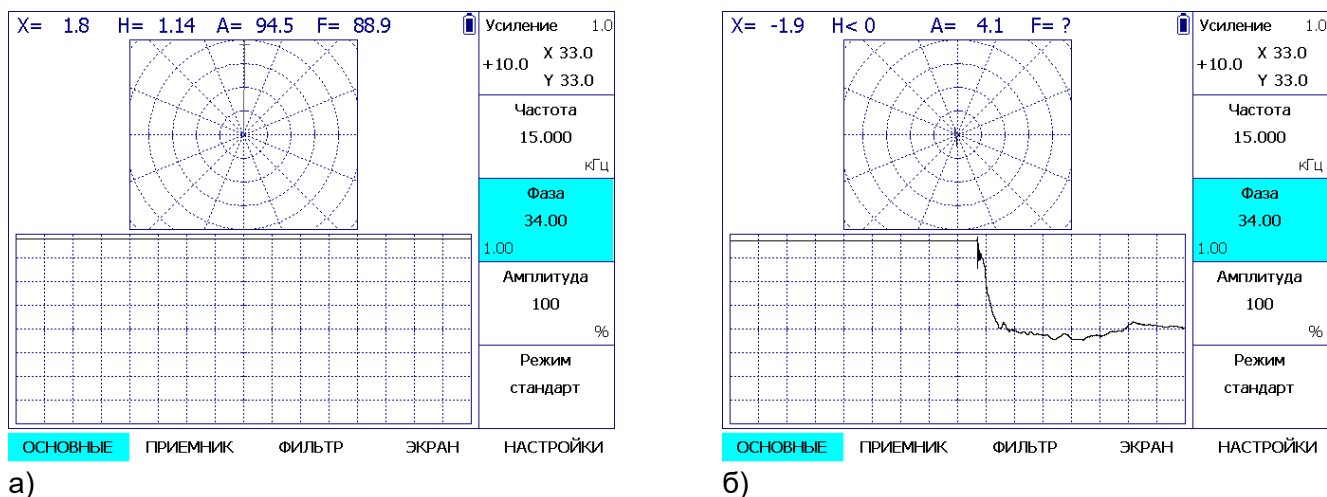 X= 1.8 H= 1.14 A= 94.5 F= 88.9
Усиление 1.0
+10.0 X 33.0
Y 33.0
Частота
15.000
кГц
Фаза
34.00
1.00
Амплитуда
100
%
Режим
стандарт
ОСНОВНЫЕ ПРИЕМНИК ФИЛЬТР ЭКРАН НАСТРОЙКИ
а)
X= -1.9 H< 0 A= 4.1 F= ?
Усиление 1.0
+10.0 X 33.0
Y 33.0
Частота
15.000
кГц
Фаза
34.00
1.00
Амплитуда
100
%
Режим
стандарт
ОСНОВНЫЕ ПРИЕМНИК ФИЛЬТР ЭКРАН НАСТРОЙКИ
б)